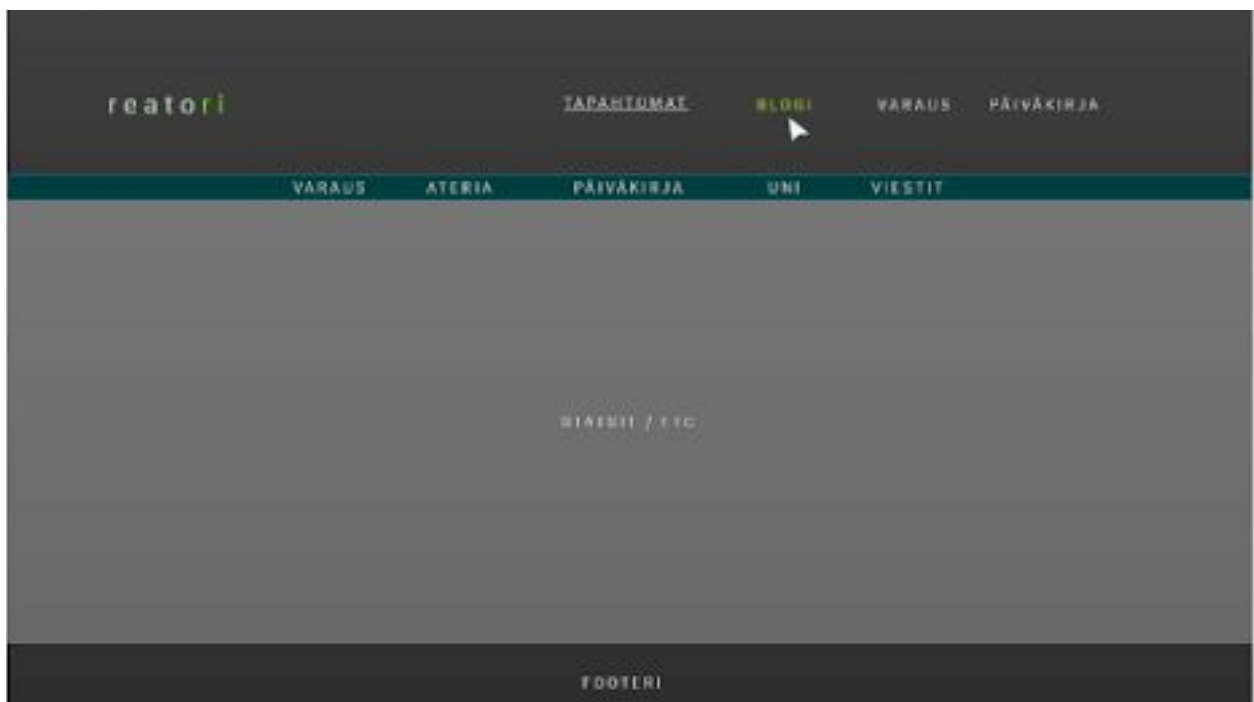 reatori TAPAHTUMAT BLOGI VARAUS PÄIVÄKIRJA
VARAUS ATERIA PÄIVÄKIRJA UNI VIESTIT
/
FOOTERI